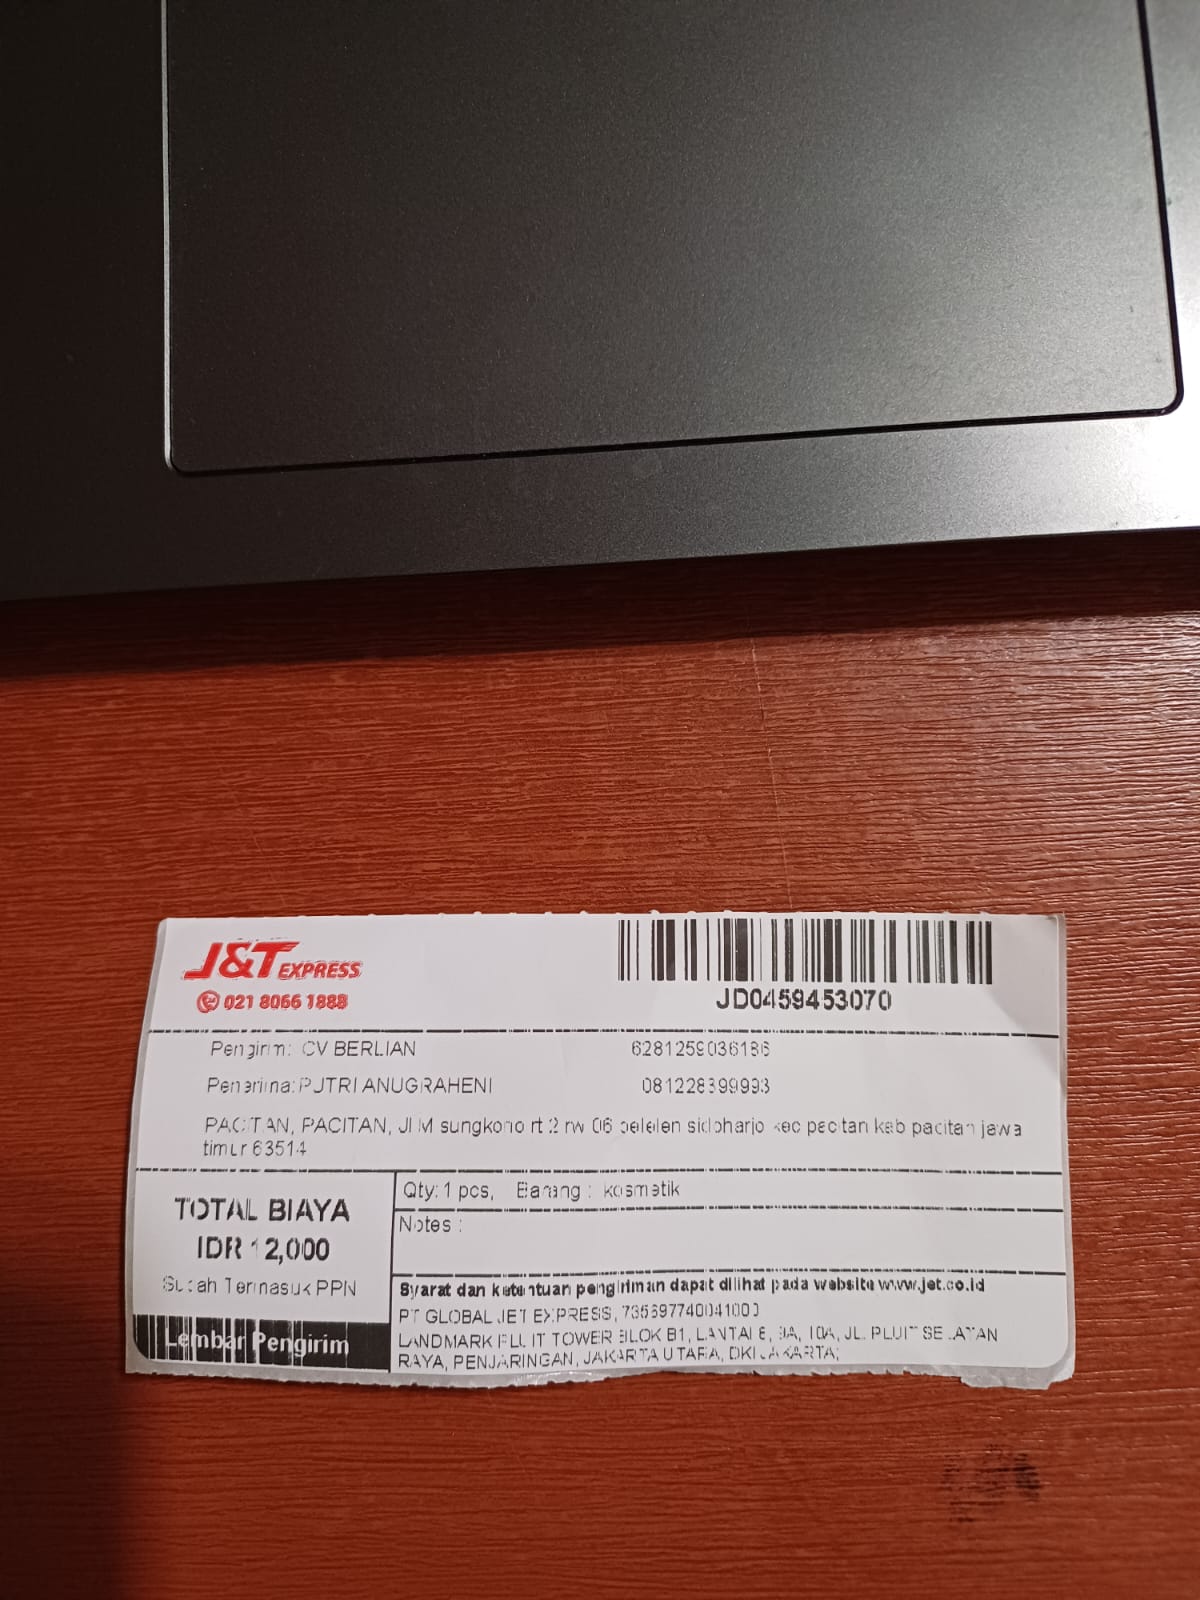 J&T EXPRESS
021 8066 1888
JD0459453070
Pengirim: CV BERLIAN 6281259036186
Penerima: PUTRI ANUGRAHENI 081228399993
PACITAN, PACITAN, Jl M sungkono rt 2 rw 06 sidoharjo kec pacitan kab pacitan jawa
timur 63514
TOTAL BIAYA
IDR 12,000
Sudah Termasuk PPN
Lembar Pengirim
Qty: 1 pcs, Barang : kosmetik
Notes :
Syarat dan ketentuan pengiriman dapat dilihat pada website www.jet.co.id
PT GLOBAL JET EXPRESS, 735697740041000
LANDMARK PLUIT TOWER BLOK B1, LANTAI 8, 9A, 10A, JL. PLUIT SELATAN
RAYA, PENJARINGAN, JAKARTA UTARA, DKI JAKARTA;